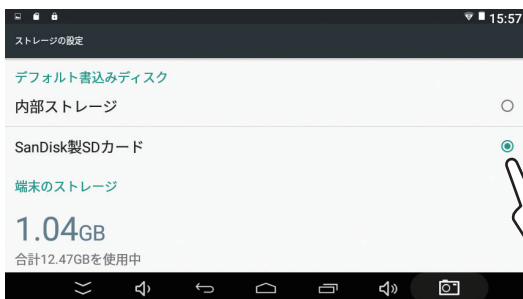 15:57
ストレージの設定
デフォルト書込みディスク
内部ストレージ
SanDisk製SDカード
端末のストレージ
1.04GB
合計12.47GBを使用中